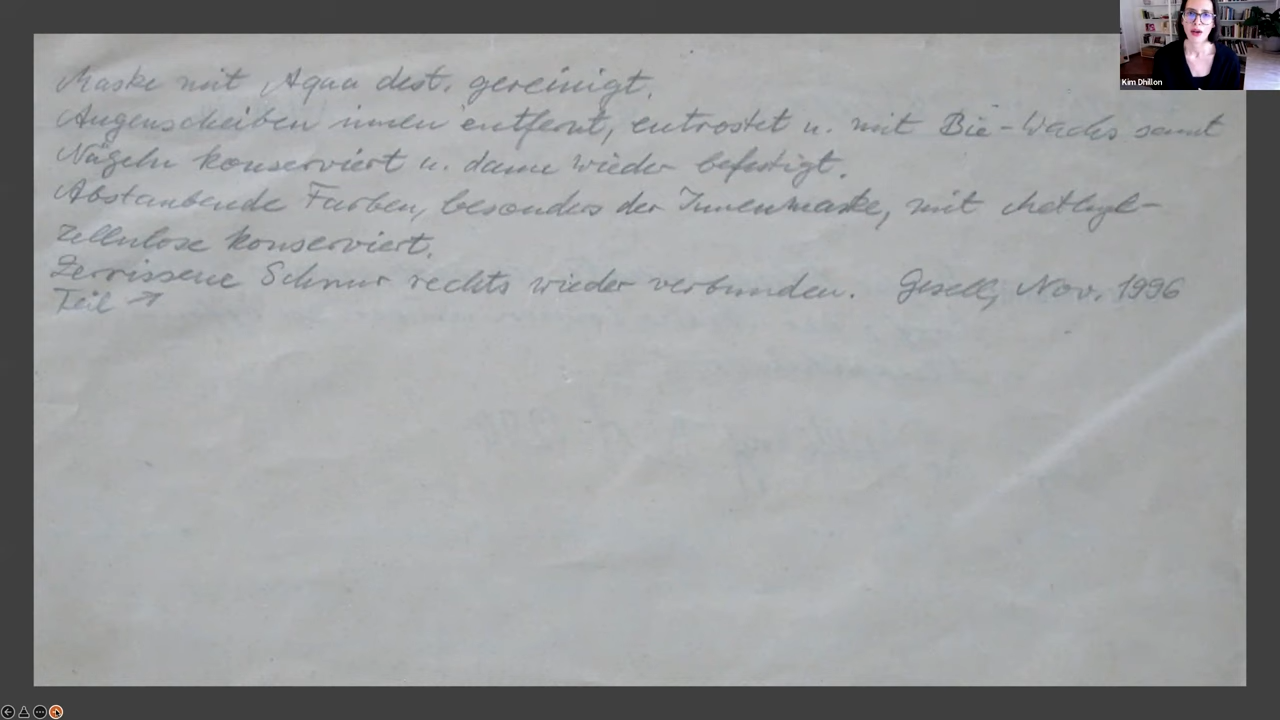 Kim Dhillon
Maske mit Aqua dest. gereinigt.
Augenscheiben innen entfernt, entrostet u. mit Bie-Wachs samt
Nägeln konserviert u. dann wieder befestigt.
Abstaubende Farben, besonders der Innenmaske, mit Methyl-
zellulose konserviert.
Zerrissene Schnur rechts wieder verbunden. Gesell, Nov. 1996
Teil ↗